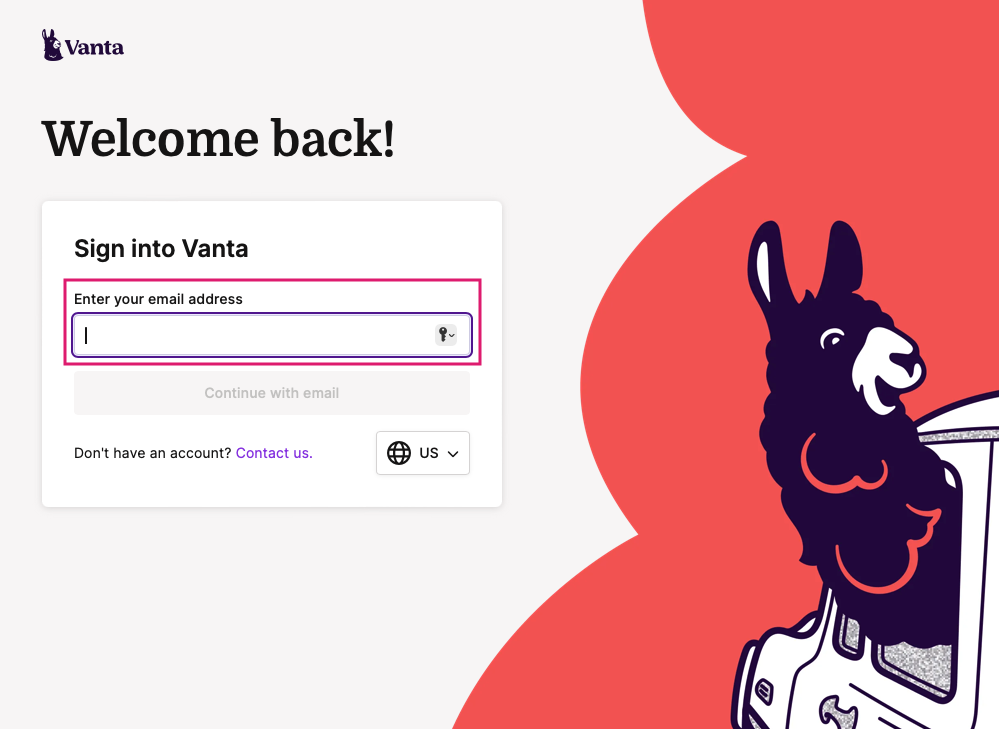 Vanta
Welcome back!
Sign into Vanta
Enter your email address
Continue with email
Don't have an account? Contact us.
US